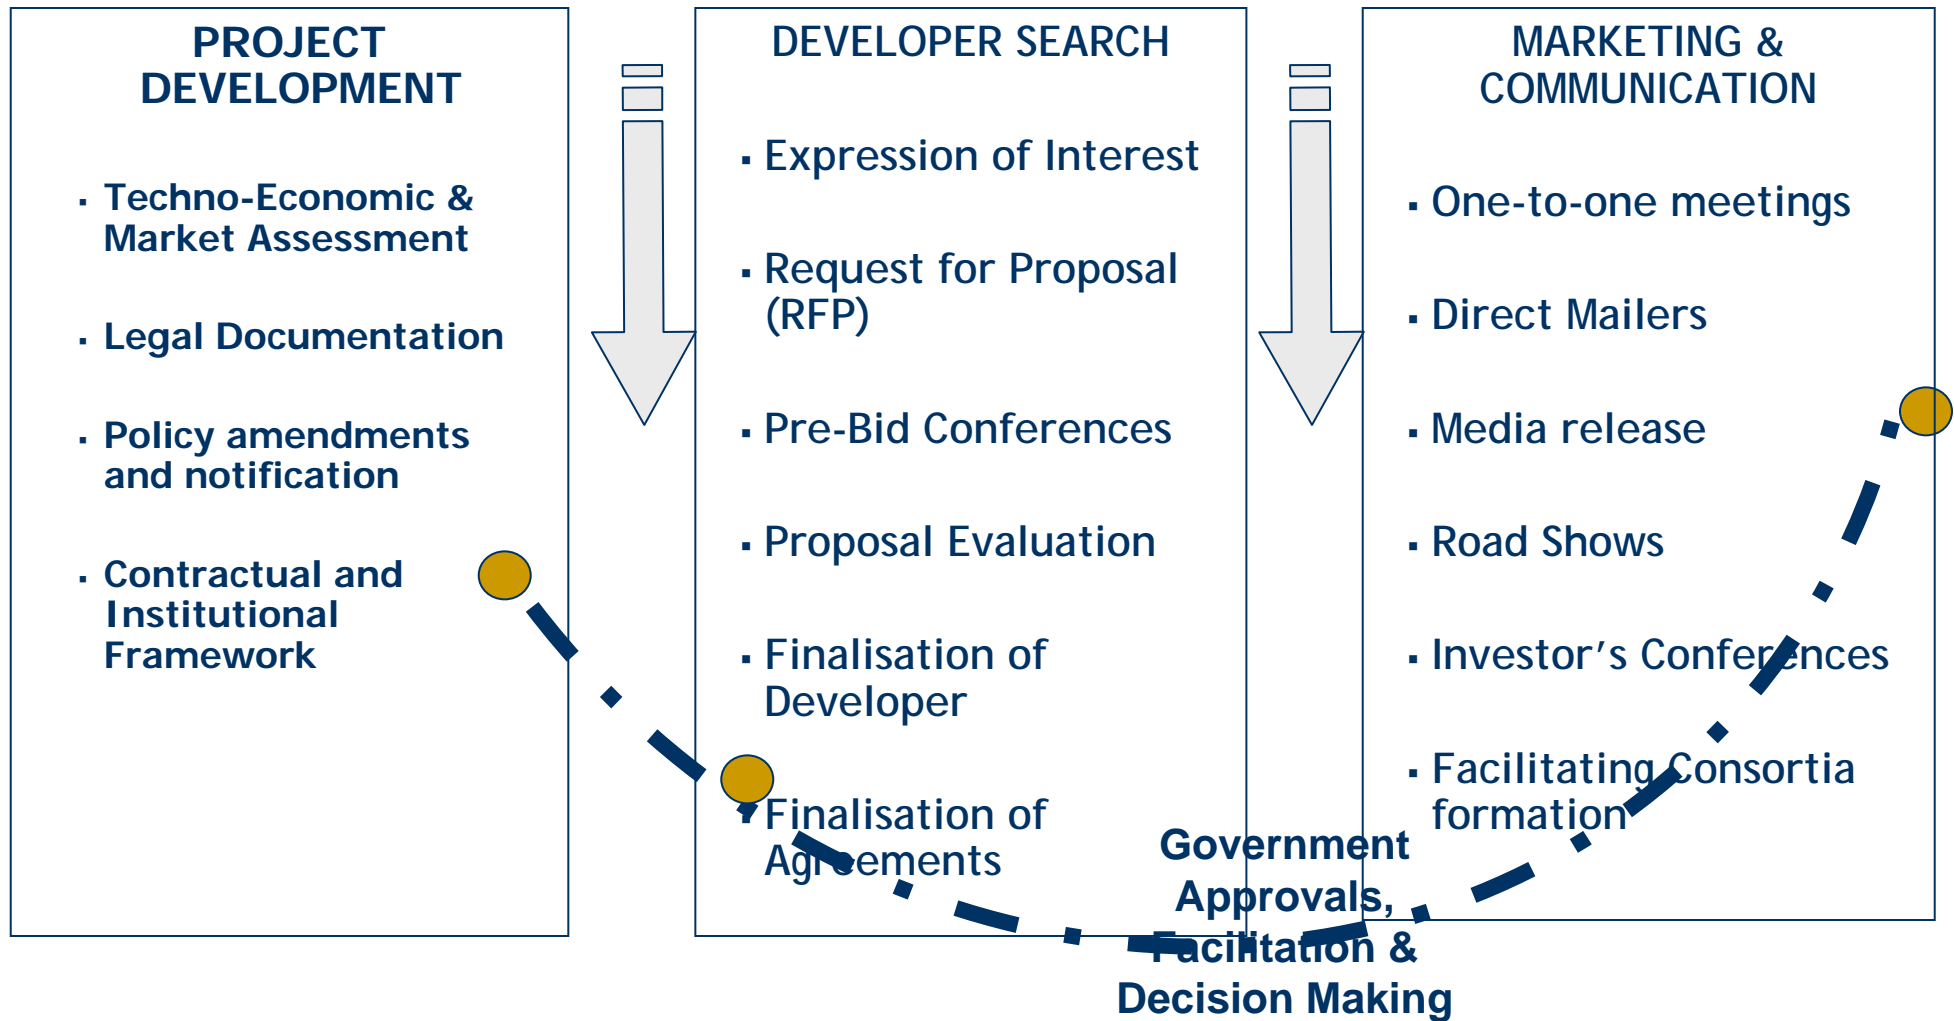 PROJECT
DEVELOPMENT
▪ Techno-Economic &
Market Assessment
▪ Legal Documentation
▪ Policy amendments
and notification
▪ Contractual and
Institutional
Framework
DEVELOPER SEARCH
▪ Expression of Interest
▪ Request for Proposal
(RFP)
▪ Pre-Bid Conferences
▪ Proposal Evaluation
▪ Finalisation of
Developer
▪ Finalisation of
Agreements
MARKETING &
COMMUNICATION
▪ One-to-one meetings
▪ Direct Mailers
▪ Media release
▪ Road Shows
▪ Investor’s Conferences
▪ Facilitating Consortia
formation
Government
Approvals,
Facilitation &
Decision Making